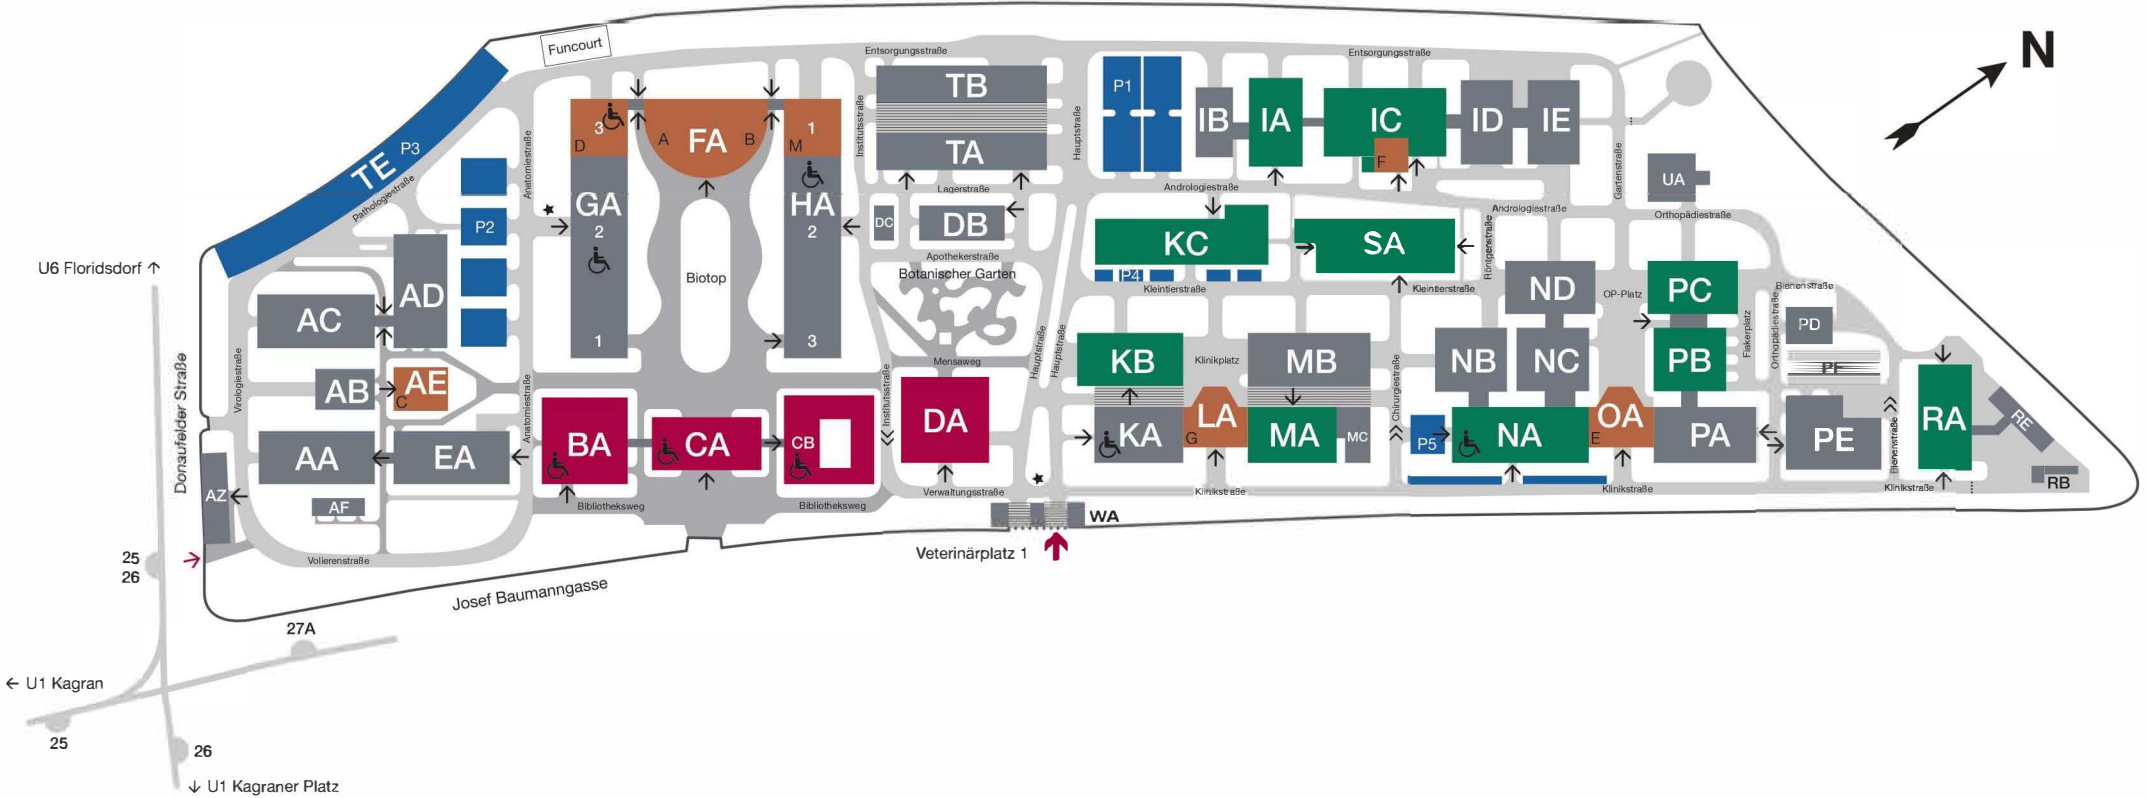 N
Funcourt
Entsorgungsstraße
Entsorgungsstraße
TE P3
Pathologiestraße
Anatomiestraße
3
D
A
FA
B
1
M
Institutsstraße
TB
TA
Hauptstraße
P1
IB
IA
IC
F
ID
IE
Gartenstraße
UA
Lagerstraße
Andrologiestraße
Andrologiestraße
Orthopädiestraße
P2
GA
2
1
HA
2
3
DC
DB
Apothekerstraße
Botanischer Garten
Biotop
KC
P4
SA
Röntgenstraße
Kleintierstraße
Kleintierstraße
ND
OP-Platz
PC
Bienenstraße
U6 Floridsdorf ↑
AC
AD
AB
AE
C
Virologiestraße
Donaufelder Straße
Anatomiestraße
Mensaweg
Hauptstraße
Hauptstraße
KB
Klinikplatz
MB
NB
NC
PB
Flakerplatz
Orthopädiestraße
PD
PF
AA
EA
BA
CA
CB
Institutsstraße
DA
KA
LA
G
MA
MC
Chirurgiestraße
P5
NA
OA
E
PA
PE
Bienenstraße
RA
RE
RB
AZ
AF
Bibliotheksweg
Bibliotheksweg
Verwaltungsstraße
Klinikstraße
Klinikstraße
Klinikstraße
WA
Veterinärplatz 1
Volierenstraße
25
26
Josef Baumanngasse
27A
← U1 Kagran
25
26
↓ U1 Kagraner Platz